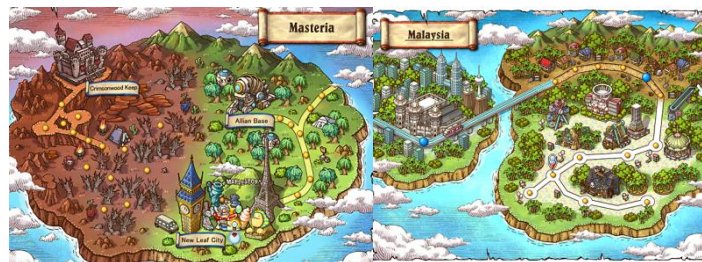 Masteria
Crimsonwood Keep
Allian Base
New Leaf City
Malaysia